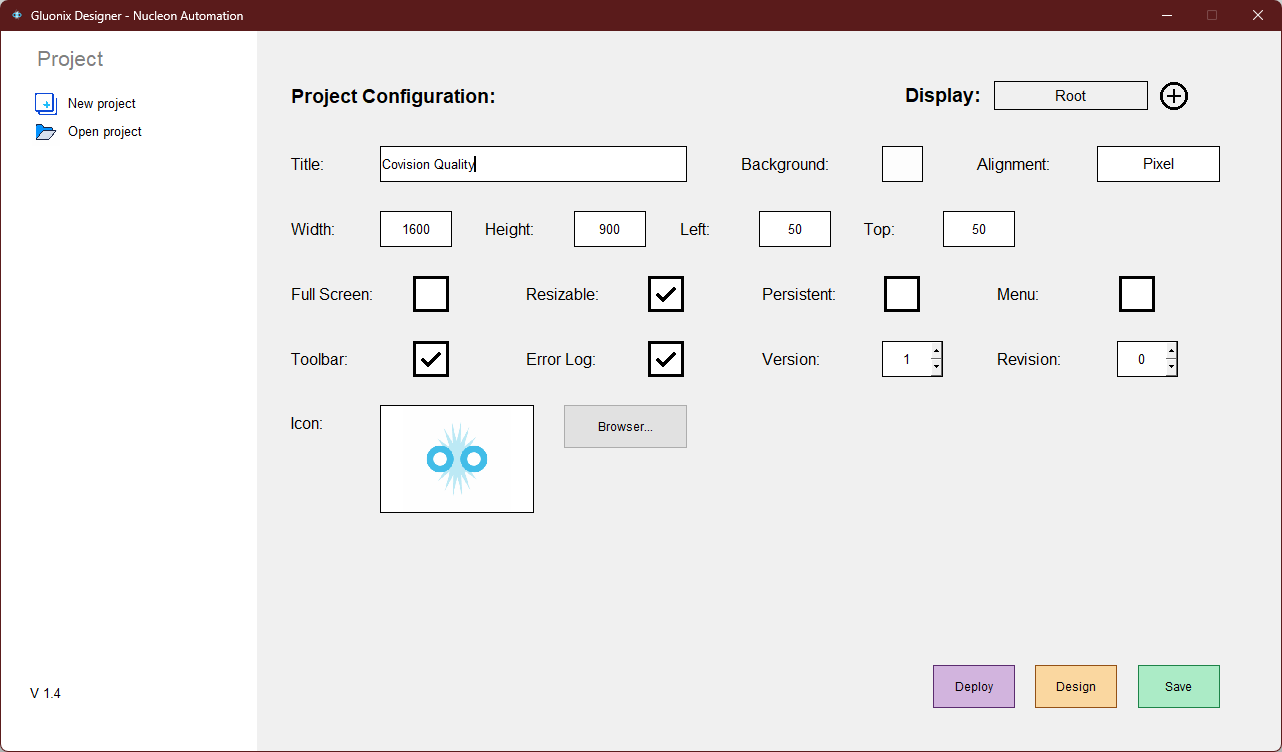 Gluonix Designer - Nucleon Automation
Project
New project
Open project
V 1.4
Project Configuration:
Display: Root
Title: Covision Quality Background: Alignment: Pixel
Width: 1600 Height: 900 Left: 50 Top: 50
Full Screen: Resizable: Persistent: Menu:
Toolbar: Error Log: Version: 1 Revision: 0
Icon: Browser...
Deploy Design Save